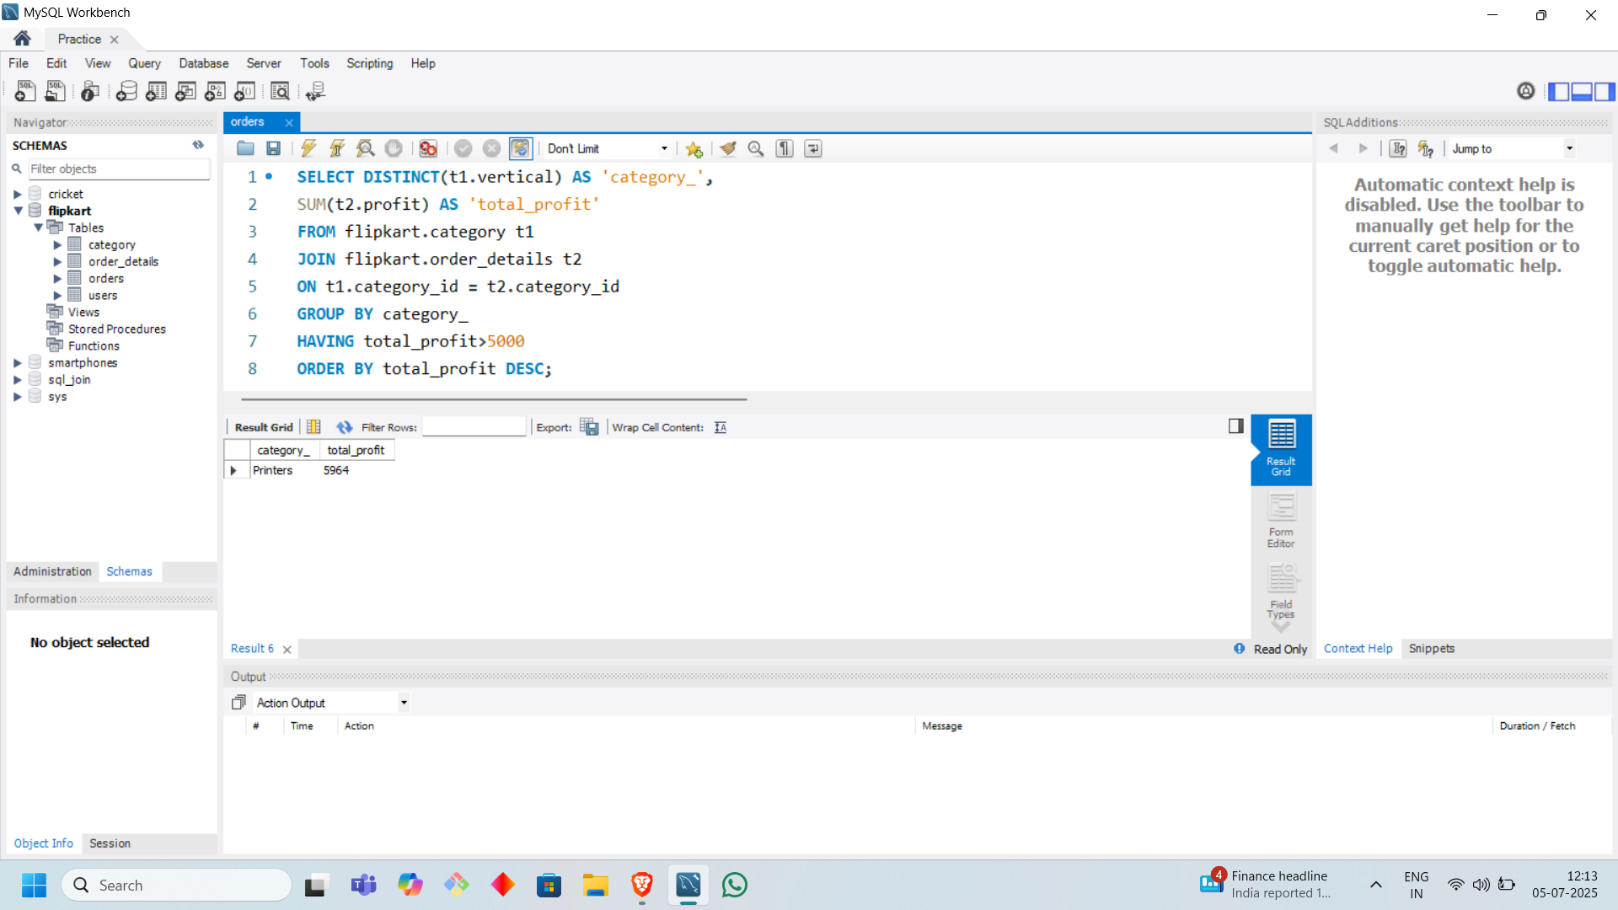 MySQL Workbench
Practice
File Edit View Query Database Server Tools Scripting Help
Navigator
SCHEMAS
Filter objects
cricket
flipkart
Tables
category
order_details
orders
users
Views
Stored Procedures
Functions
smartphones
sql_join
sys
Administration Schemas
Information
No object selected
Object Info Session
orders
Don't Limit
1 SELECT DISTINCT(t1.vertical) AS 'category_',
2 SUM(t2.profit) AS 'total_profit'
3 FROM flipkart.category t1
4 JOIN flipkart.order_details t2
5 ON t1.category_id = t2.category_id
6 GROUP BY category_
7 HAVING total_profit>5000
8 ORDER BY total_profit DESC;
Result Grid Filter Rows: Export: Wrap Cell Content:
category_ total_profit
Printers 5964
Result Grid
Form Editor
Field Types
Result 6 Read Only
Output
Action Output
# Time Action Message Duration / Fetch
SQLAdditions
Jump to
Automatic context help is
disabled. Use the toolbar to
manually get help for the
current caret position or to
toggle automatic help.
Context Help Snippets
Search
4
Finance headline
India reported 1...
ENG
IN
12:13
05-07-2025